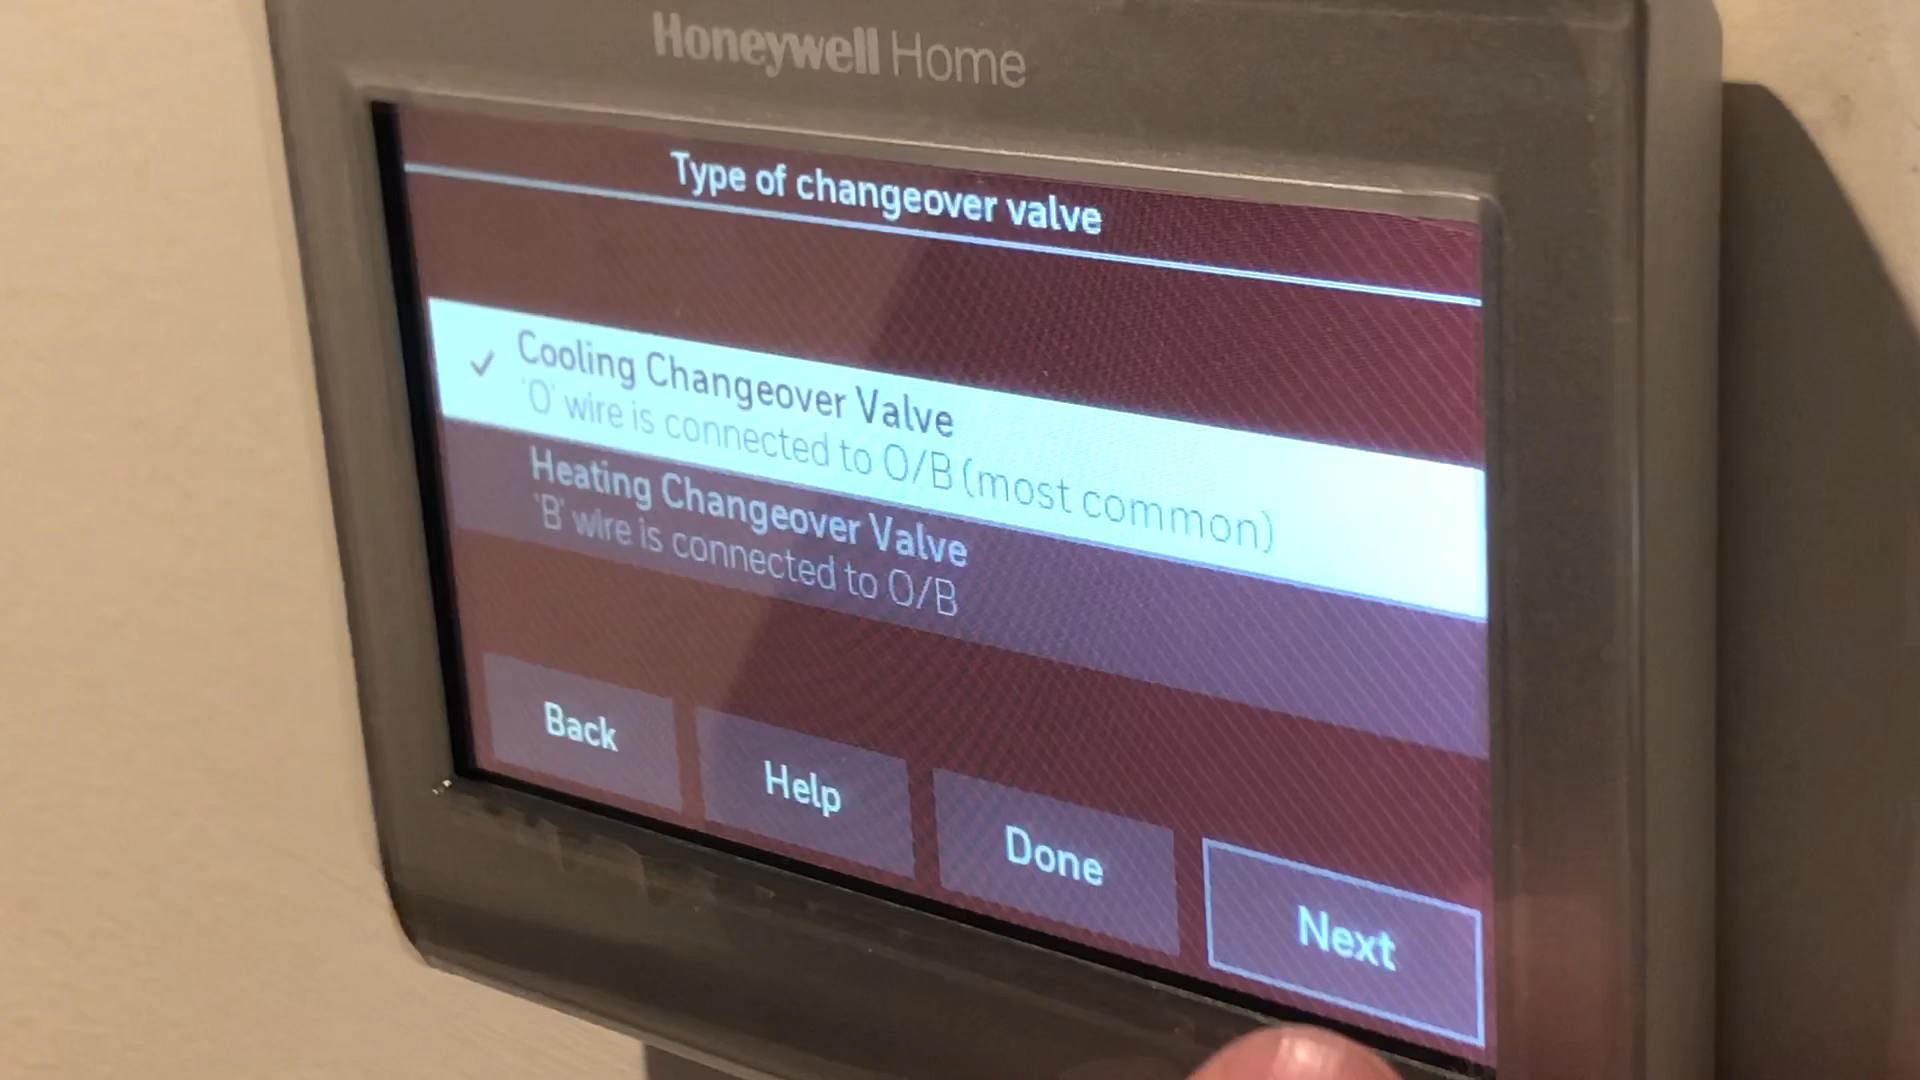 Honeywell Home
Type of changeover valve
Cooling Changeover Valve
'O' wire is connected to O/B (most common)
Heating Changeover Valve
'B' wire is connected to O/B
Back
Help
Done
Next